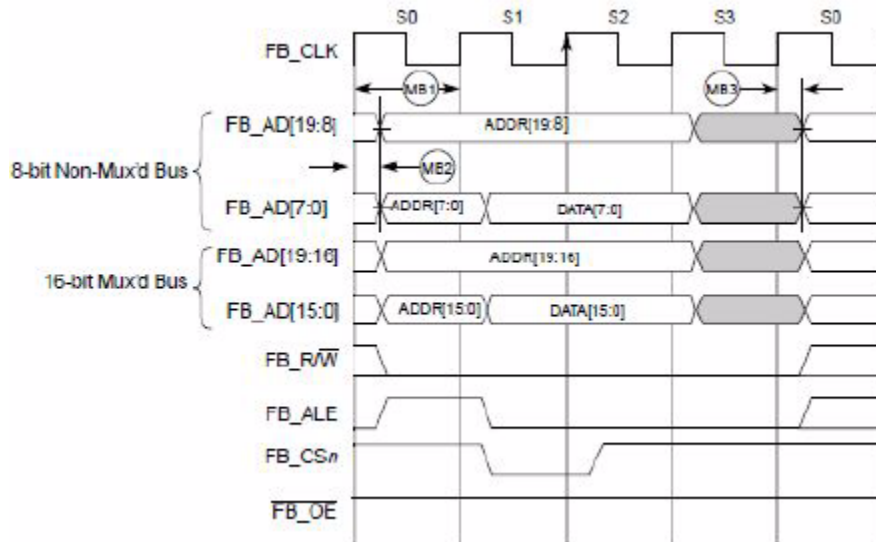 S0 S1 S2 S3 S0
FB_CLK
MB1 MB3
FB_AD[19:8] ADDR[19:8]
8-bit Non-Mux'd Bus
MB2
FB_AD[7:0] ADDR[7:0] DATA[7:0]
FB_AD[19:16] ADDR[19:16]
16-bit Mux'd Bus
FB_AD[15:0] ADDR[15:0] DATA[15:0]
FB_R/W̅
FB_ALE
FB_CSn
F̅B̅_̅O̅E̅